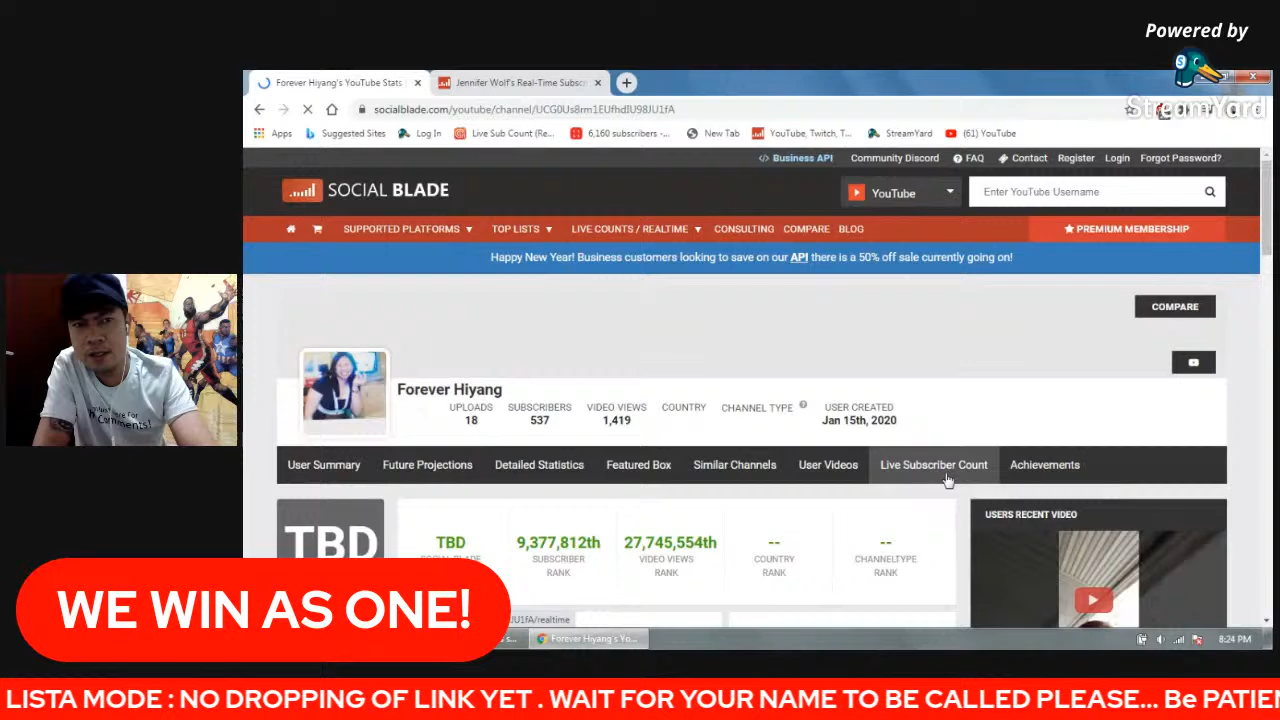 Powered by
StreamYard
Forever Hiyang's YouTube Stats
Jennifer Wolf's Real-Time Subscr
socialblade.com/youtube/channel/UCG0Us8rm1EUfhdIU98JU1fA
Apps
Suggested Sites
Log In
Live Sub Count (Re...
6,160 subscribers -...
New Tab
YouTube, Twitch, T...
StreamYard
(61) YouTube
Business API
Community Discord
FAQ
Contact
Register
Login
Forgot Password?
SOCIAL BLADE
YouTube
Enter YouTube Username
SUPPORTED PLATFORMS
TOP LISTS
LIVE COUNTS / REALTIME
CONSULTING
COMPARE
BLOG
PREMIUM MEMBERSHIP
Happy New Year! Business customers looking to save on our API there is a 50% off sale currently going on!
COMPARE
Forever Hiyang
UPLOADS
18
SUBSCRIBERS
537
VIDEO VIEWS
1,419
COUNTRY
CHANNEL TYPE
USER CREATED
Jan 15th, 2020
User Summary
Future Projections
Detailed Statistics
Featured Box
Similar Channels
User Videos
Live Subscriber Count
Achievements
TBD
TBD
9,377,812th
SUBSCRIBER
RANK
27,745,554th
VIDEO VIEWS
RANK
--
COUNTRY
RANK
--
CHANNELTYPE
RANK
USERS RECENT VIDEO
JU1fA/realtime
Forever Hiyang's Yo...
8:24 PM
Comments!
WE WIN AS ONE!
LISTA MODE : NO DROPPING OF LINK YET . WAIT FOR YOUR NAME TO BE CALLED PLEASE... Be PATIEN